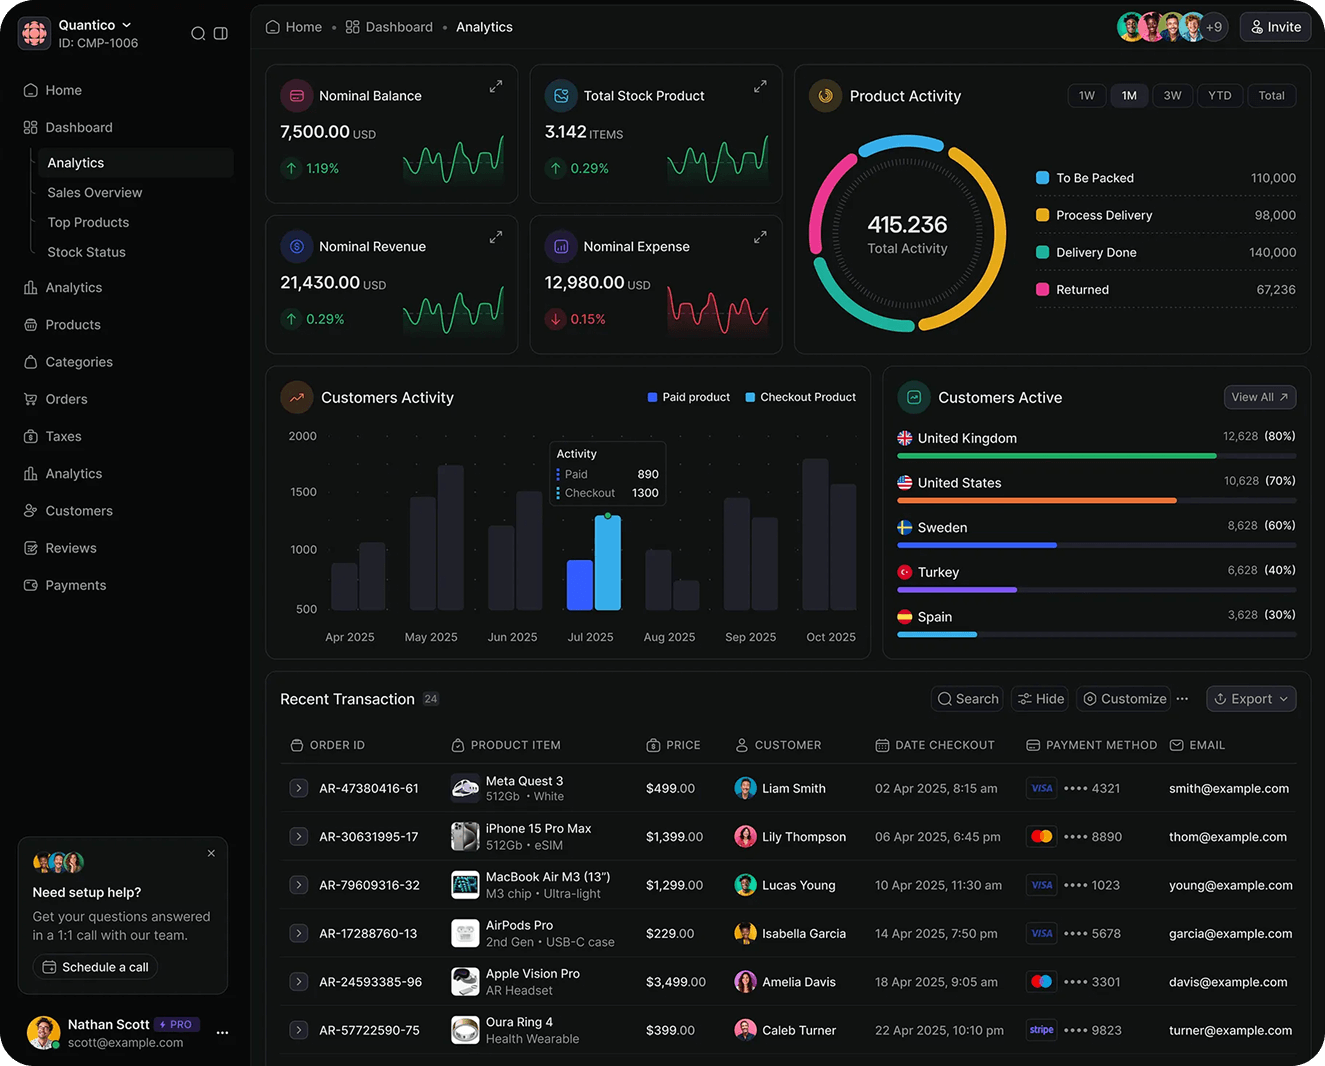 Quantico
ID: CMP-1006
Home
Dashboard
Analytics
Sales Overview
Top Products
Stock Status
Analytics
Products
Categories
Orders
Taxes
Analytics
Customers
Reviews
Payments
Need setup help?
Get your questions answered
in a 1:1 call with our team.
Schedule a call
Nathan Scott PRO
scott@example.com
Home • Dashboard • Analytics
+9 Invite
Nominal Balance
7,500.00 USD
1.19%
Total Stock Product
3.142 ITEMS
0.29%
Nominal Revenue
21,430.00 USD
0.29%
Nominal Expense
12,980.00 USD
0.15%
Product Activity
1W 1M 3W YTD Total
415.236
Total Activity
To Be Packed 110,000
Process Delivery 98,000
Delivery Done 140,000
Returned 67,236
Customers Activity
Paid product Checkout Product
2000
1500
1000
500
Activity
Paid 890
Checkout 1300
Apr 2025 May 2025 Jun 2025 Jul 2025 Aug 2025 Sep 2025 Oct 2025
Customers Active
View All
United Kingdom 12,628 (80%)
United States 10,628 (70%)
Sweden 8,628 (60%)
Turkey 6,628 (40%)
Spain 3,628 (30%)
Recent Transaction 24
Search Hide Customize Export
ORDER ID PRODUCT ITEM PRICE CUSTOMER DATE CHECKOUT PAYMENT METHOD EMAIL
AR-47380416-61 Meta Quest 3 $499.00 Liam Smith 02 Apr 2025, 8:15 am VISA •••• 4321 smith@example.com
512Gb • White
AR-30631995-17 iPhone 15 Pro Max $1,399.00 Lily Thompson 06 Apr 2025, 6:45 pm •••• 8890 thom@example.com
512Gb • eSIM
AR-79609316-32 MacBook Air M3 (13”) $1,299.00 Lucas Young 10 Apr 2025, 11:30 am VISA •••• 1023 young@example.com
M3 chip • Ultra-light
AR-17288760-13 AirPods Pro $229.00 Isabella Garcia 14 Apr 2025, 7:50 pm VISA •••• 5678 garcia@example.com
2nd Gen • USB-C case
AR-24593385-96 Apple Vision Pro $3,499.00 Amelia Davis 18 Apr 2025, 9:05 am •••• 3301 davis@example.com
AR Headset
AR-57722590-75 Oura Ring 4 $399.00 Caleb Turner 22 Apr 2025, 10:10 pm stripe •••• 9823 turner@example.com
Health Wearable